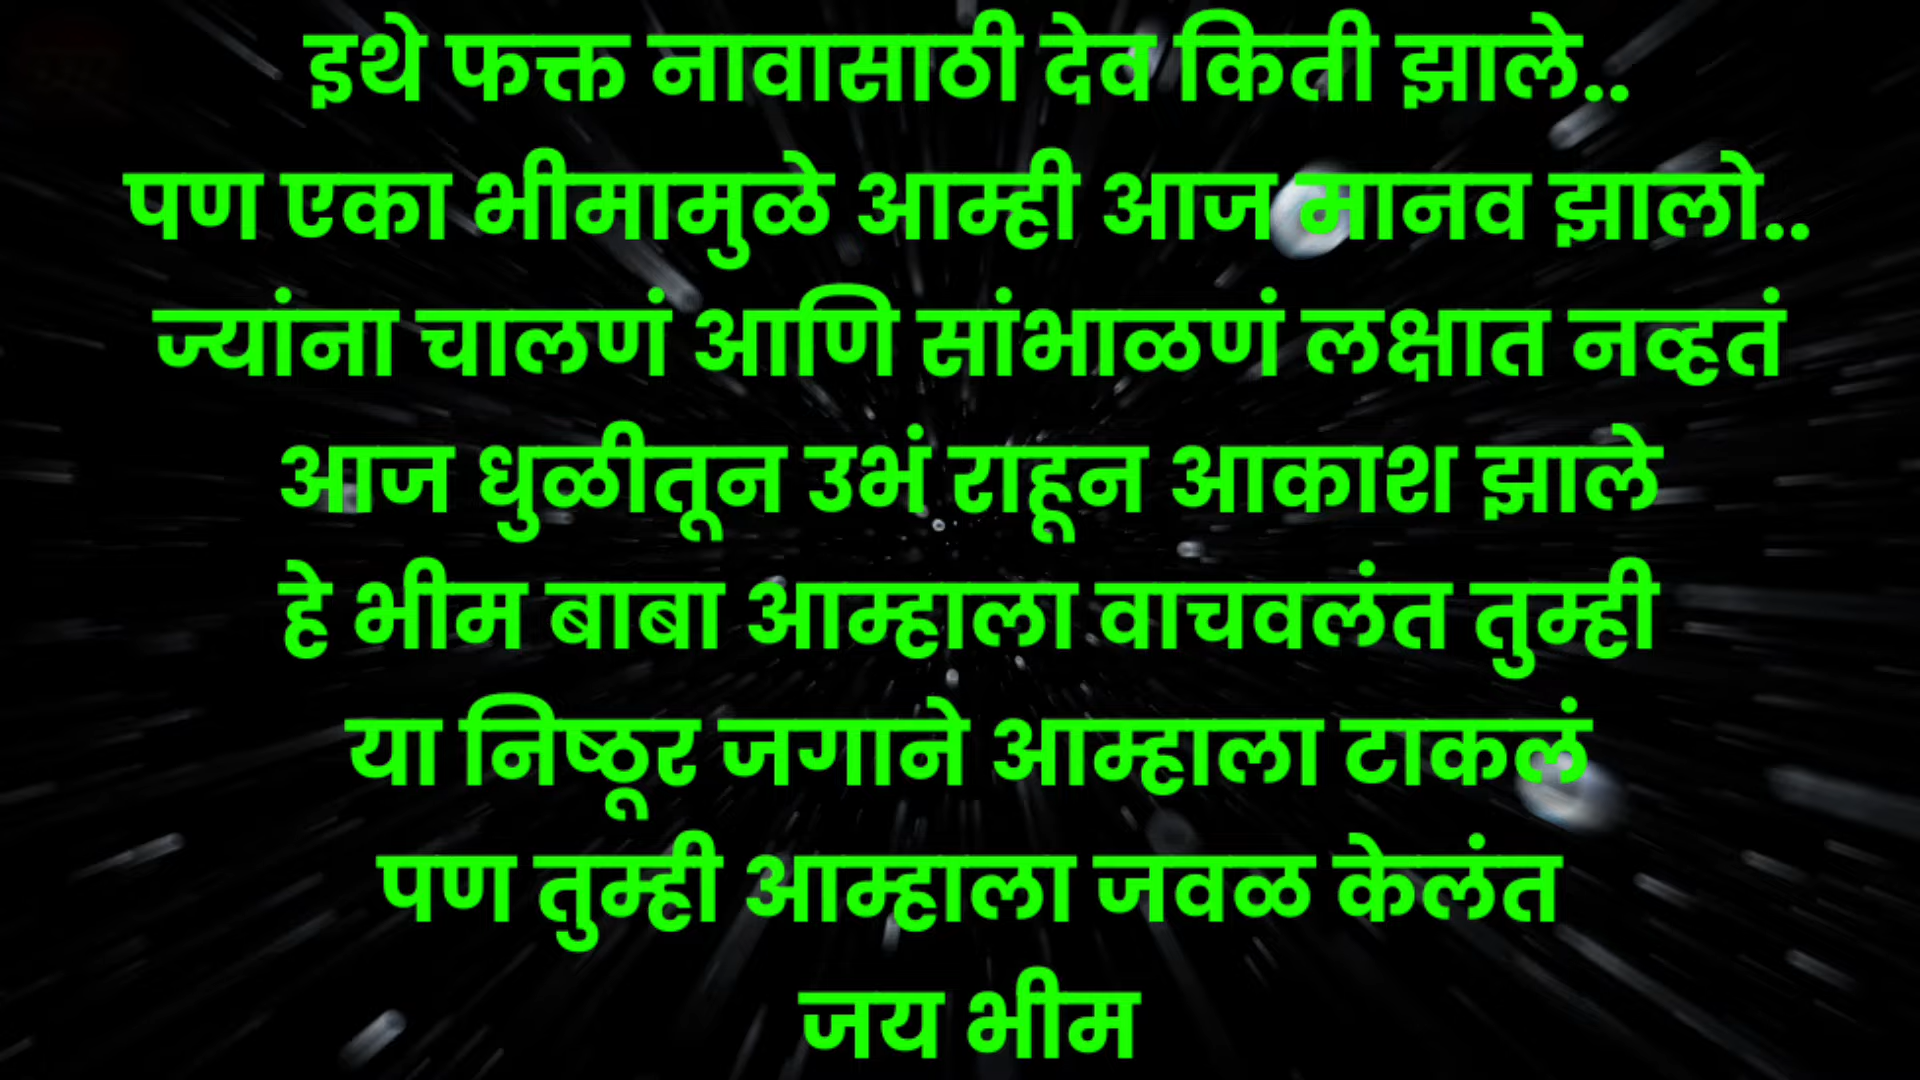 इथे फक्त नावासाठी देव किती झाले..
पण एका भीमामुळे आम्ही आज मानव झालो..
ज्यांना चालणं आणि सांभाळणं लक्षात नव्हतं
आज धुळीतून उभं राहून आकाश झाले
हे भीम बाबा आम्हाला वाचवलंत तुम्ही
या निष्ठूर जगाने आम्हाला टाकलं
पण तुम्ही आम्हाला जवळ केलंत
जय भीम